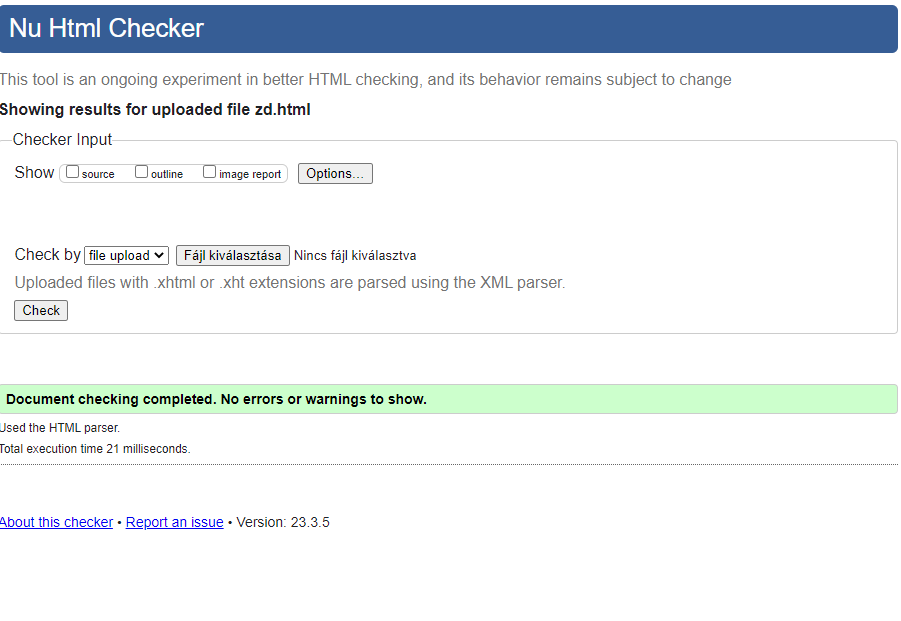 Nu Html Checker
This tool is an ongoing experiment in better HTML checking, and its behavior remains subject to change
Showing results for uploaded file zd.html
Checker Input
Show source outline image report Options...
Check by file upload Fájl kiválasztása Nincs fájl kiválasztva
Uploaded files with .xhtml or .xht extensions are parsed using the XML parser.
Check
Document checking completed. No errors or warnings to show.
Used the HTML parser.
Total execution time 21 milliseconds.
About this checker • Report an issue • Version: 23.3.5